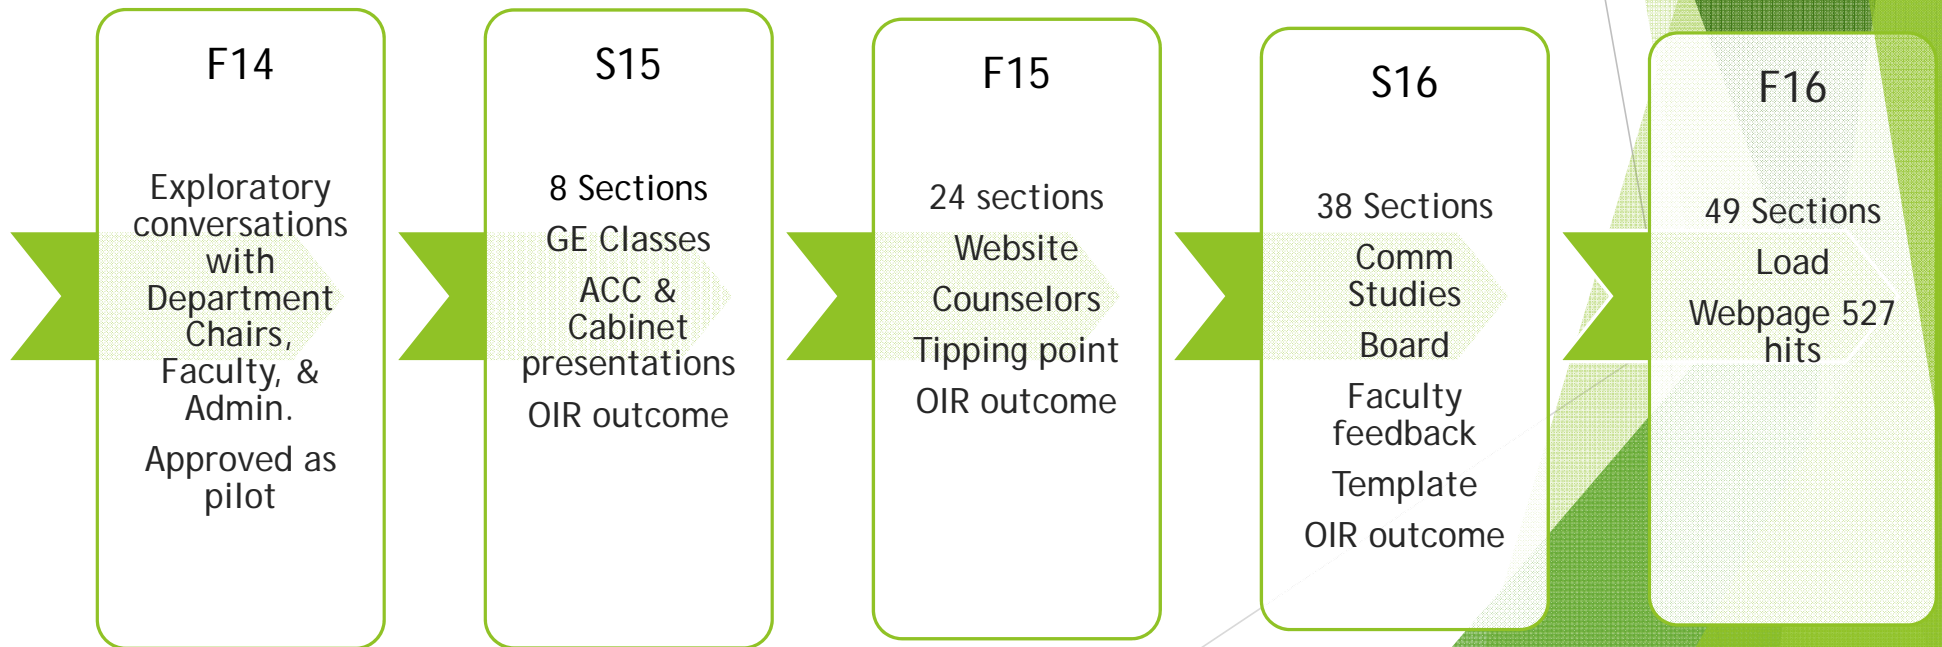 F14
Exploratory
conversations
with
Department
Chairs,
Faculty, &
Admin.
Approved as
pilot
S15
8 Sections
GE Classes
ACC &
Cabinet
presentations
OIR outcome
F15
24 sections
Website
Counselors
Tipping point
OIR outcome
S16
38 Sections
Comm
Studies
Board
Faculty
feedback
Template
OIR outcome
F16
49 Sections
Load
Webpage 527
hits